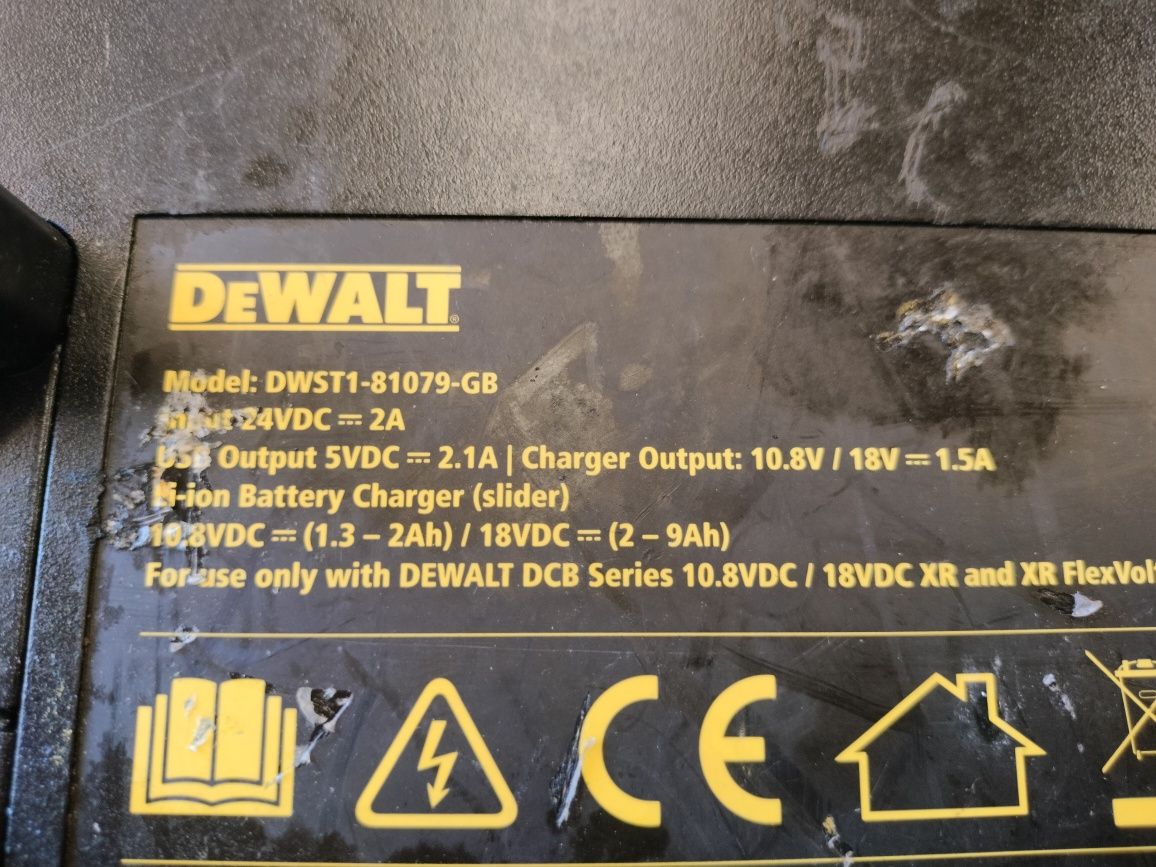 DEWALT®
Model: DWST1-81079-GB
Input 24VDC ⎓ 2A
USB Output 5VDC ⎓ 2.1A | Charger Output: 10.8V / 18V ⎓ 1.5A
Li-ion Battery Charger (slider)
10.8VDC ⎓ (1.3 – 2Ah) / 18VDC ⎓ (2 – 9Ah)
For use only with DEWALT DCB Series 10.8VDC / 18VDC XR and XR FlexVolt
CE